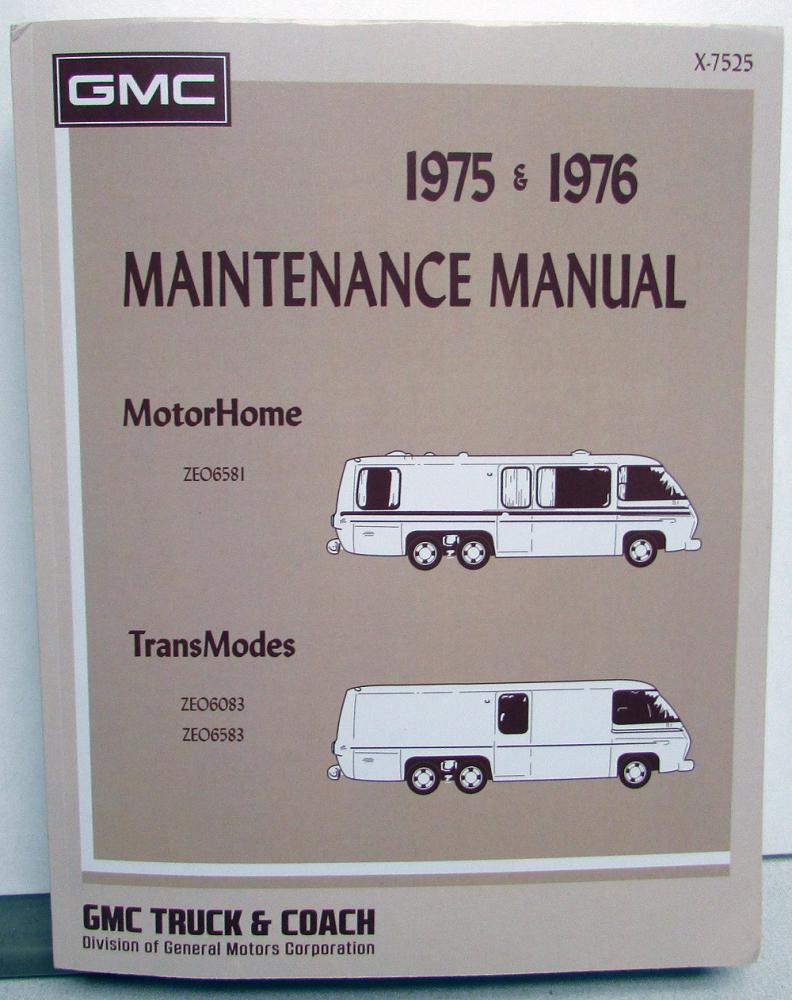 GMC
X-7525
1975 & 1976
MAINTENANCE MANUAL
MotorHome
ZEO6581
TransModes
ZEO6083
ZEO6583
GMC TRUCK & COACH
Division of General Motors Corporation